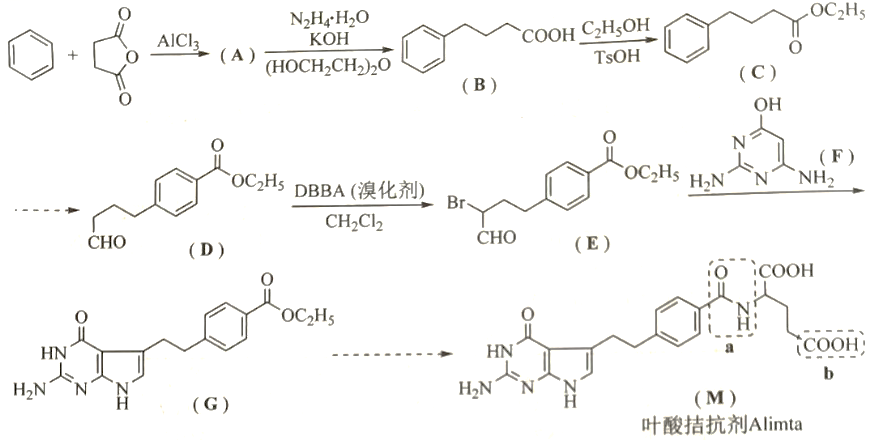 O
O
O
+
AlCl₃
(A)
N₂H₄·H₂O
KOH
(HOCH₂CH₂)₂O
COOH
(B)
C₂H₅OH
TsOH
OC₂H₅
O
(C)
O
OC₂H₅
CHO
(D)
DBBA (溴化剂)
CH₂Cl₂
O
OC₂H₅
Br
CHO
(E)
OH
N
H₂N
N
NH₂
(F)
O
OC₂H₅
O
HN
H₂N
N
N
H
(G)
O
N
H
a
COOH
COOH
b
O
HN
H₂N
N
N
H
(M)
叶酸拮抗剂Alimta